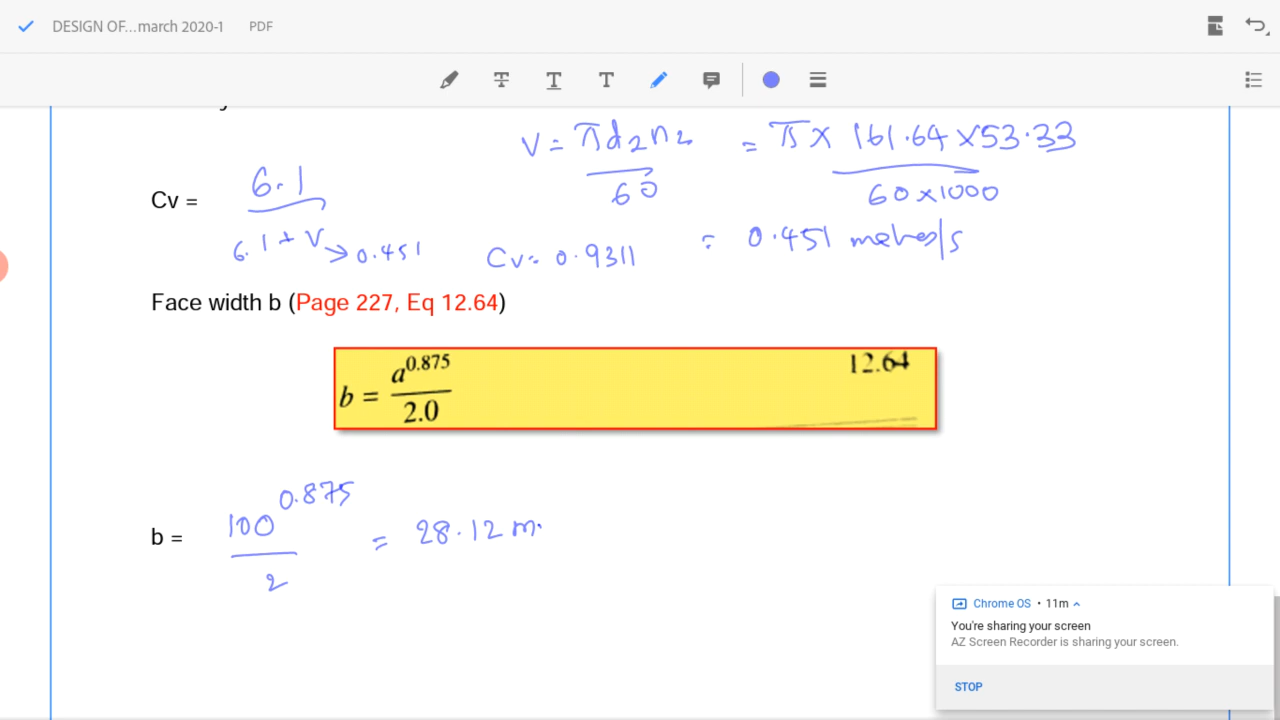 DESIGN OF...march 2020-1 PDF
V = πd₂n₂ / 60 = π × 161.64 × 53.33 / 60 × 1000
Cv = 6.1 / 6.1 + V → 0.451
Cv = 0.9311
= 0.451 metres/s
Face width b (Page 227, Eq 12.64)
b = a^0.875 / 2.0 12.64
b = 100^0.875 / 2 = 28.12 m
Chrome OS • 11m
You're sharing your screen
AZ Screen Recorder is sharing your screen.
STOP